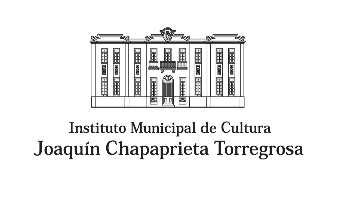 Instituto Municipal de Cultura
Joaquín Chapaprieta Torregrosa